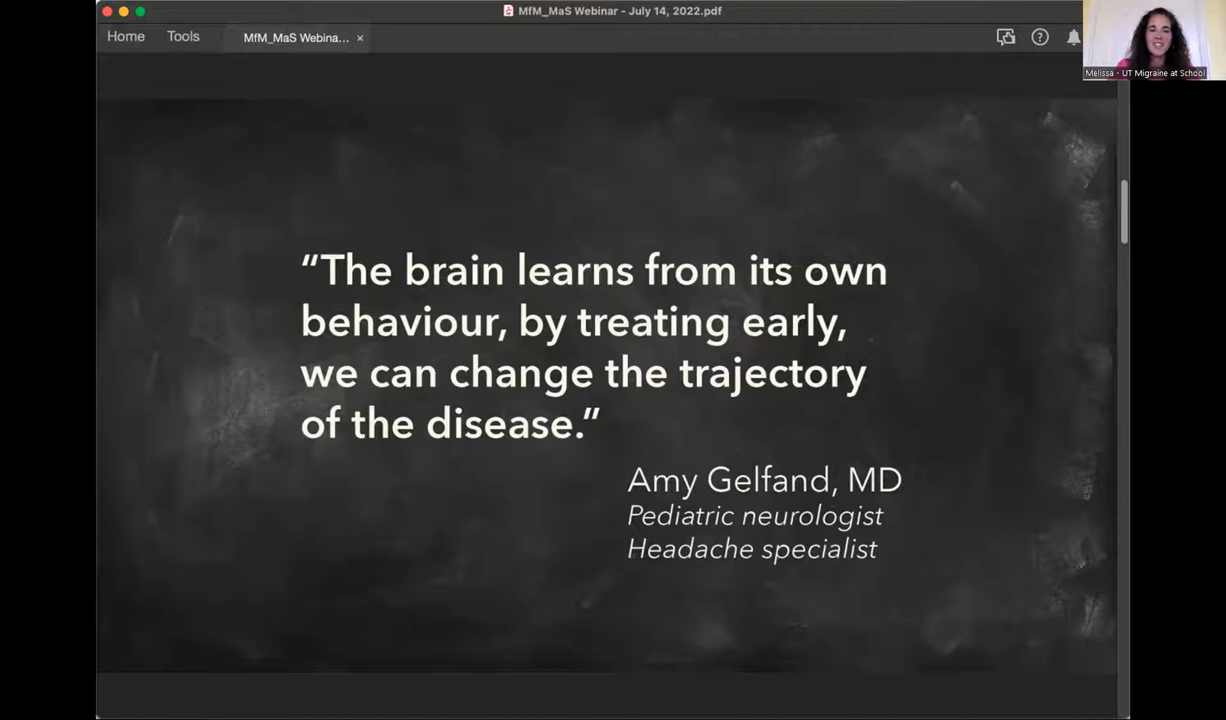 MfM_MaS Webinar - July 14, 2022.pdf
Home
Tools
MfM_MaS Webina...
Melissa - UT Migraine at School
“The brain learns from its own
behaviour, by treating early,
we can change the trajectory
of the disease.”
Amy Gelfand, MD
Pediatric neurologist
Headache specialist